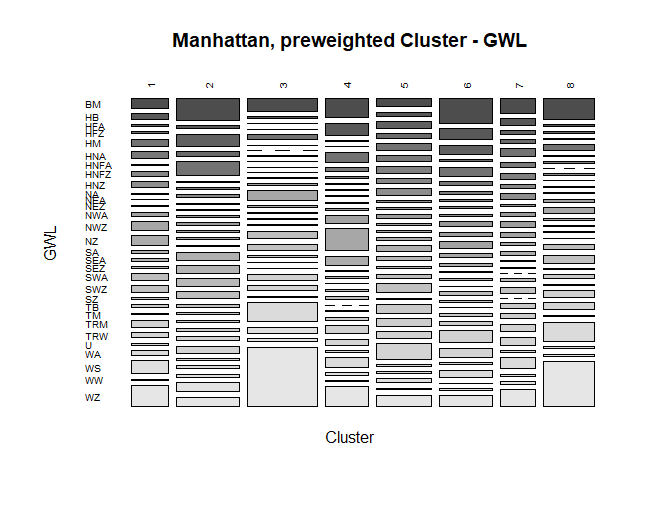 Manhattan, preweighted Cluster - GWL
1 2 3 4 5 6 7 8
BM
HB
HFA
HFZ
HM
HNA
HNFA
HNFZ
HNZ
NA
NEA
NEZ
NWA
NWZ
NZ
SA
SEA
SEZ
SWA
SWZ
SZ
TB
TM
TRM
TRW
U
WA
WS
WW
WZ
GWL
Cluster